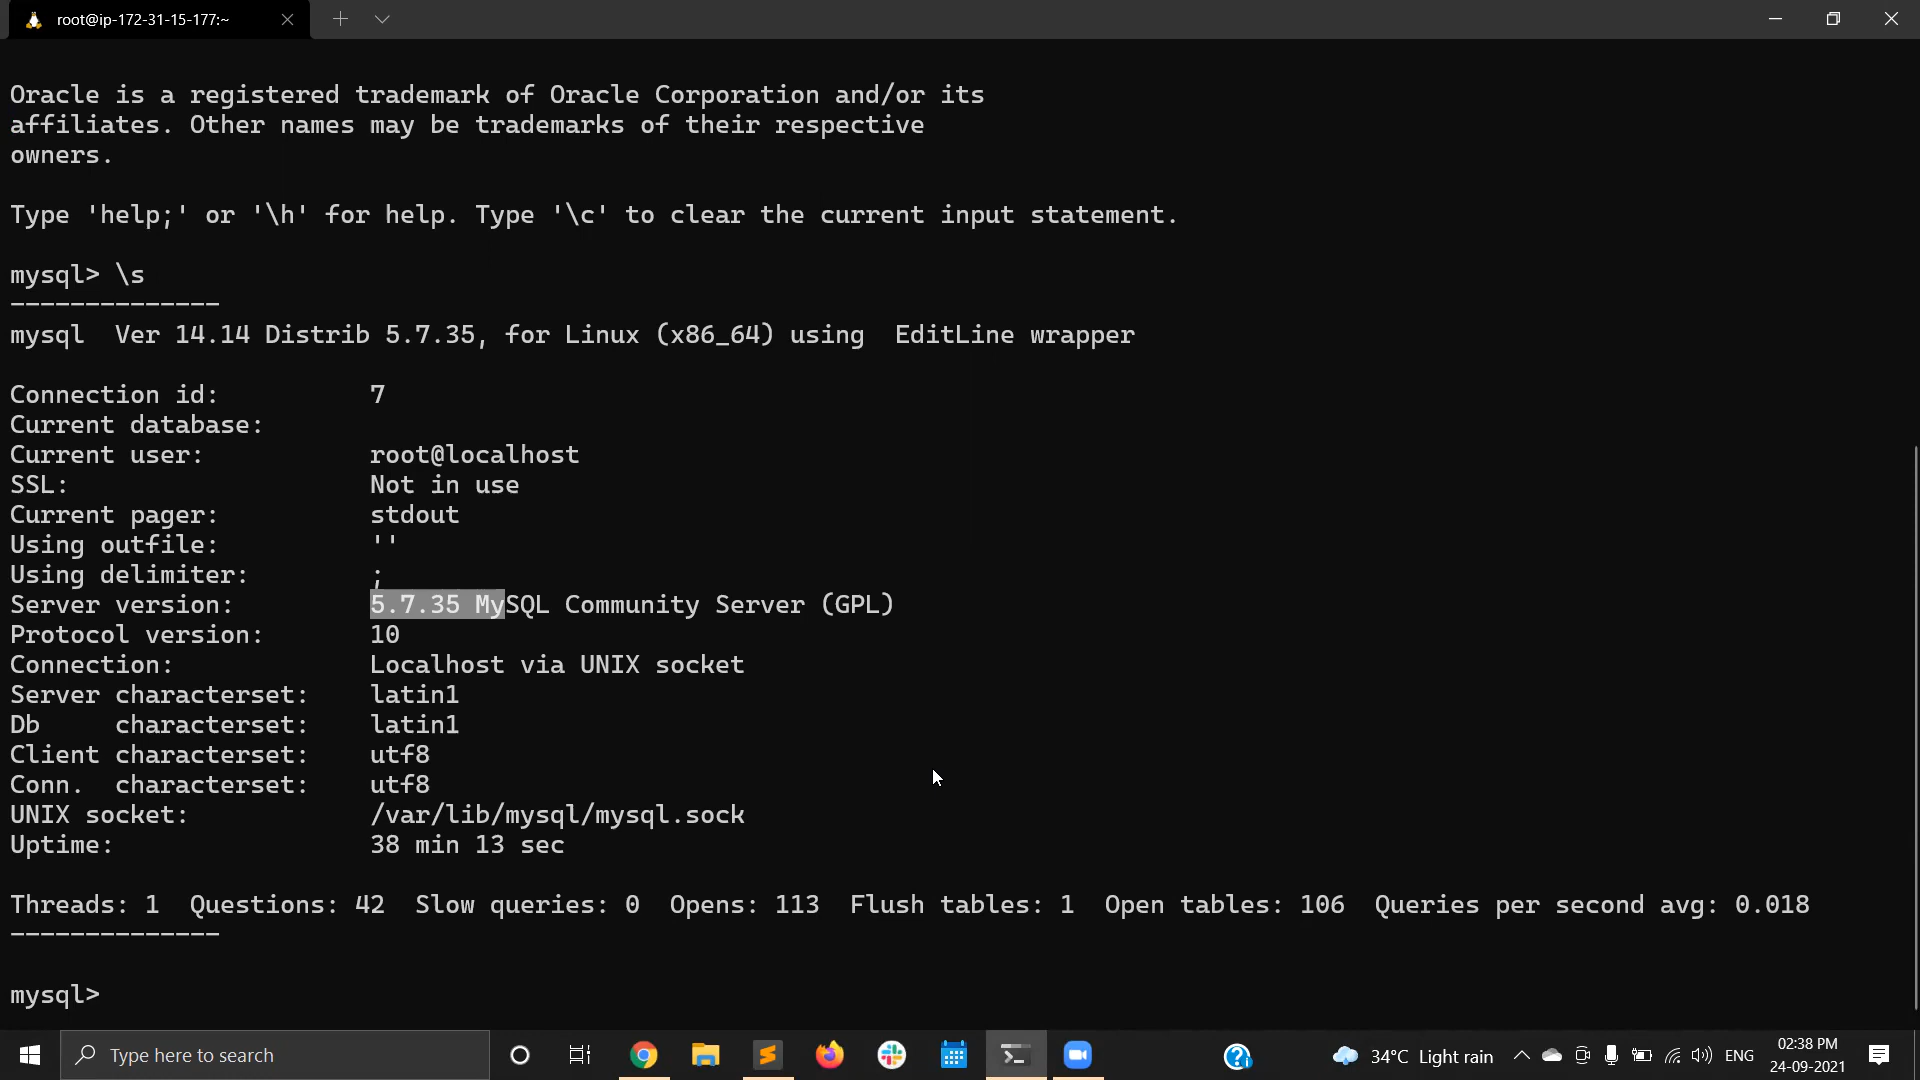 root@ip-172-31-15-177:~
Oracle is a registered trademark of Oracle Corporation and/or its
affiliates. Other names may be trademarks of their respective
owners.
Type 'help;' or '\h' for help. Type '\c' to clear the current input statement.
mysql> \s
--------------
mysql  Ver 14.14 Distrib 5.7.35, for Linux (x86_64) using  EditLine wrapper
Connection id:          7
Current database:
Current user:           root@localhost
SSL:                    Not in use
Current pager:          stdout
Using outfile:          ''
Using delimiter:        ;
Server version:         5.7.35 MySQL Community Server (GPL)
Protocol version:       10
Connection:             Localhost via UNIX socket
Server characterset:    latin1
Db     characterset:    latin1
Client characterset:    utf8
Conn.  characterset:    utf8
UNIX socket:            /var/lib/mysql/mysql.sock
Uptime:                 38 min 13 sec
Threads: 1  Questions: 42  Slow queries: 0  Opens: 113  Flush tables: 1  Open tables: 106  Queries per second avg: 0.018
--------------
mysql>
Type here to search
34°C Light rain
ENG
02:38 PM
24-09-2021